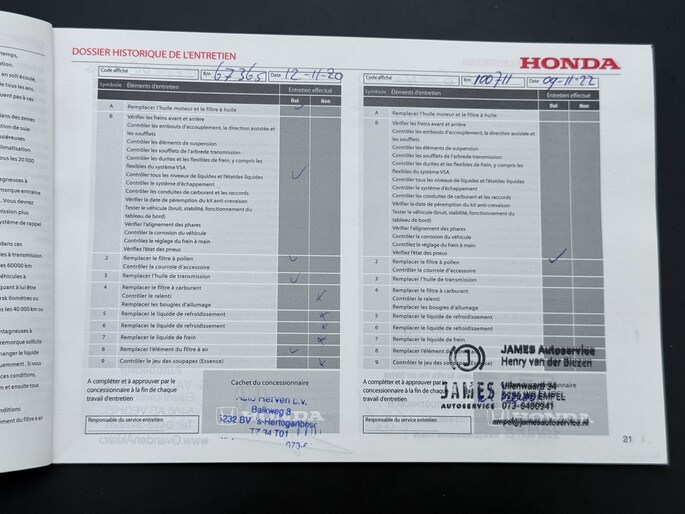 DOSSIER HISTORIQUE DE L'ENTRETIEN
HONDA
Code affiché
Km 67365
Date 12-11-20
Symbole Éléments d'entretien Entretien effectué
Oui Non
A Remplacer l'huile moteur et le filtre à huile
B Vérifier les freins avant et arrière
Contrôler les embouts d'accouplement, la direction assistée et
les soufflets
Contrôler les éléments de suspension
Contrôler les soufflets de l'arbrede transmission
Contrôler les durites et les flexibles de frein, y compris les
flexibles du système VSA
Contrôler tous les niveaux de liquides et l'étatdes liquides
Contrôler le système d'échappement
Contrôler les conduites de carburant et les raccords
Vérifier la date de péremption du kit anti-crevaison
Tester le véhicule (bruit, stabilité, fonctionnement du
tableau de bord)
Vérifier l'alignement des phares
Contrôler la corrosion du véhicule
Contrôler le réglage du frein à main
Vérifiez l'état des pneus
2 Remplacer le filtre à pollen
Contrôler la courroie d'accessoire
3 Remplacer l'huile de transmission
4 Remplacer le filtre à carburant
Contrôler le ralenti
Remplacer les bougies d'allumage
5 Remplacer le liquide de refroidissement
6 Remplacer le liquide de refroidissement
7 Remplacer le liquide de frein
8 Remplacer l'élément du filtre à air
9 Contrôler le jeu des soupapes (Essence)
A compléter et à approuver par le
concessionnaire à la fin de chaque
travail d'entretien
Cachet du concessionnaire
Responsable du service entretien
HONDA
Balkweg 8
5232 BV 's-Hertogenbosc
Code affiché
Km 100711
Date 09-11-22
Symbole Éléments d'entretien Entretien effectué
Oui Non
A Remplacer l'huile moteur et le filtre à huile
B Vérifier les freins avant et arrière
Contrôler les embouts d'accouplement, la direction assistée et
les soufflets
Contrôler les éléments de suspension
Contrôler les soufflets de l'arbrede transmission
Contrôler les durites et les flexibles de frein, y compris les
flexibles du système VSA
Contrôler tous les niveaux de liquides et l'étatdes liquides
Contrôler le système d'échappement
Contrôler les conduites de carburant et les raccords
Vérifier la date de péremption du kit anti-crevaison
Tester le véhicule (bruit, stabilité, fonctionnement du
tableau de bord)
Vérifier l'alignement des phares
Contrôler la corrosion du véhicule
Contrôler le réglage du frein à main
Vérifiez l'état des pneus
2 Remplacer le filtre à pollen
Contrôler la courroie d'accessoire
3 Remplacer l'huile de transmission
4 Remplacer le filtre à carburant
Contrôler le ralenti
Remplacer les bougies d'allumage
5 Remplacer le liquide de refroidissement
6 Remplacer le liquide de refroidissement
7 Remplacer le liquide de frein
8 Remplacer l'élément du filtre à air
9 Contrôler le jeu des soupapes
A compléter et à approuver par le
concessionnaire à la fin de chaque
travail d'entretien
Responsable du service entretien
JAMES Autoservice
Henry van der Biezen
JAMES
AUTOSERVICE
Uilenwaard 34
EMPEL
073-6480941
empel@jamesautoservice.nl
HONDA
21